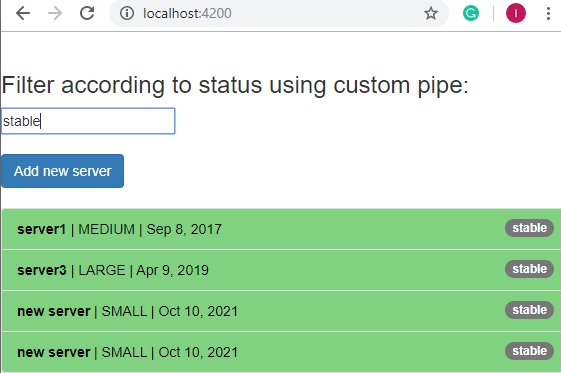 localhost:4200
I
Filter according to status using custom pipe:
stable
Add new server
server1 | MEDIUM | Sep 8, 2017 stable
server3 | LARGE | Apr 9, 2019 stable
new server | SMALL | Oct 10, 2021 stable
new server | SMALL | Oct 10, 2021 stable